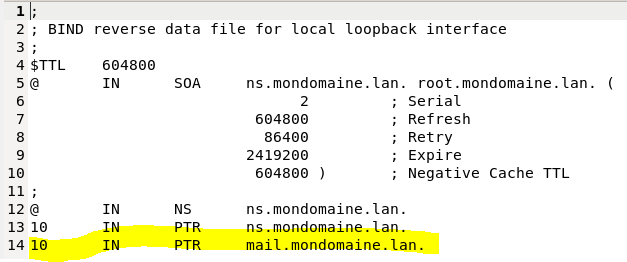 1 ;
2 ; BIND reverse data file for local loopback interface
3 ;
4 $TTL    604800
5 @       IN      SOA     ns.mondomaine.lan. root.mondomaine.lan. (
6                               2         ; Serial
7                          604800         ; Refresh
8                           86400         ; Retry
9                         2419200         ; Expire
10                         604800 )       ; Negative Cache TTL
11 ;
12 @       IN      NS      ns.mondomaine.lan.
13 10      IN      PTR     ns.mondomaine.lan.
14 10      IN      PTR     mail.mondomaine.lan.